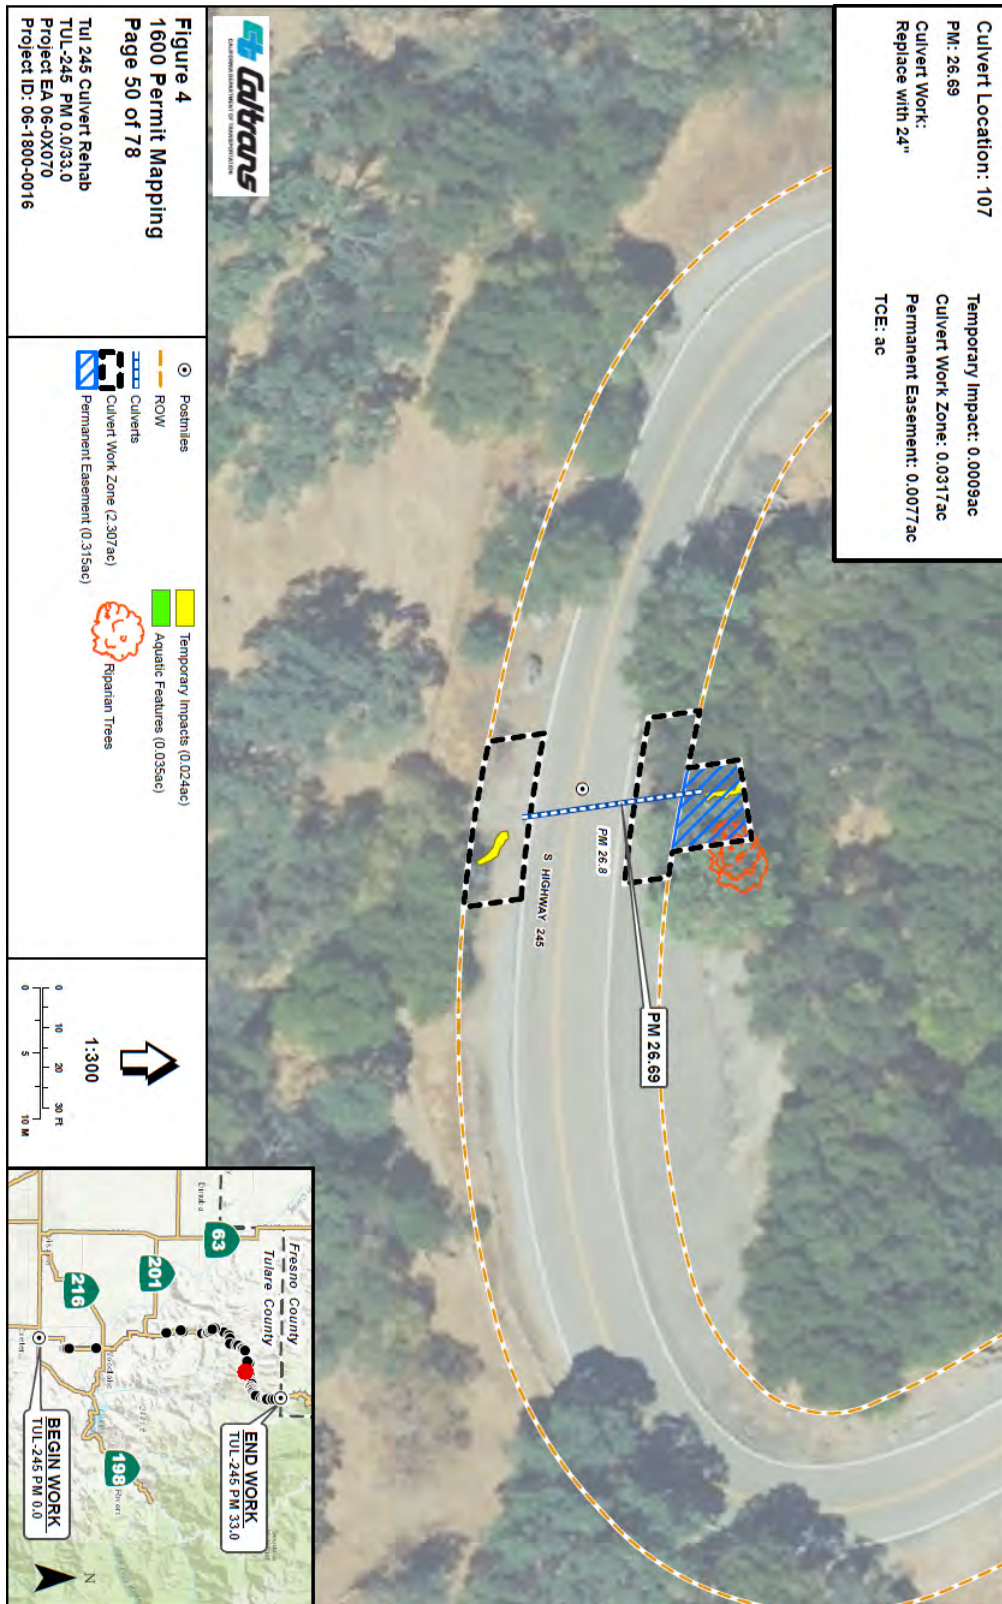 Culvert Location: 107
PM: 26.69
Culvert Work:
Replace with 24"
Temporary Impact: 0.0009ac
Culvert Work Zone: 0.0317ac
Permanent Easement: 0.0077ac
TCE: ac
PM 26.8
S HIGHWAY 245
PM 26.69
Caltrans
CALIFORNIA DEPARTMENT OF TRANSPORTATION
Figure 4
1600 Permit Mapping
Page 50 of 78
Tul 245 Culvert Rehab
TUL-245 PM 0.0/33.0
Project EA 06-0X070
Project ID: 06-1800-0016
Postmiles
ROW
Culverts
Culvert Work Zone (2.307ac)
Permanent Easement (0.315ac)
Temporary Impacts (0.024ac)
Aquatic Features (0.035ac)
Riparian Trees
1:300
0 10 20 30 Ft
0 5 10 M
Fresno County
Tulare County
63
201
216
198
Dinuba
Woodlake
END WORK
TUL-245 PM 33.0
BEGIN WORK
TUL-245 PM 0.0
N